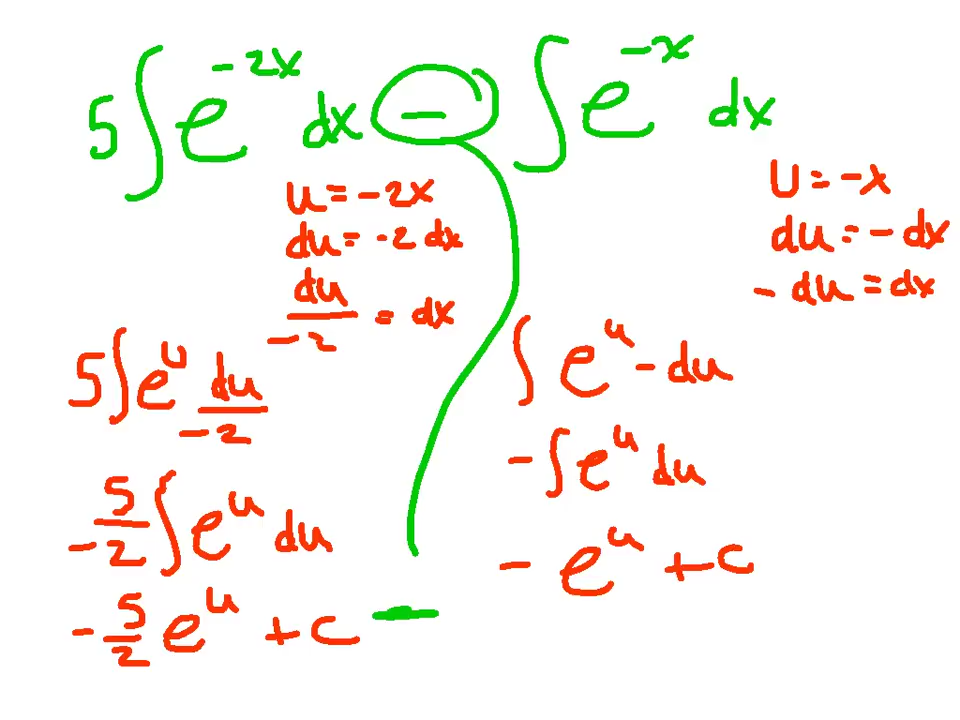 5∫e^{-2x} dx - ∫e^{-x} dx
u = -2x
du = -2 dx
du/-2 = dx
5∫e^u du/-2
-5/2 ∫e^u du
-5/2 e^u + c -
U = -x
du = -dx
- du = dx
∫e^u - du
-∫e^u du
- e^u + c